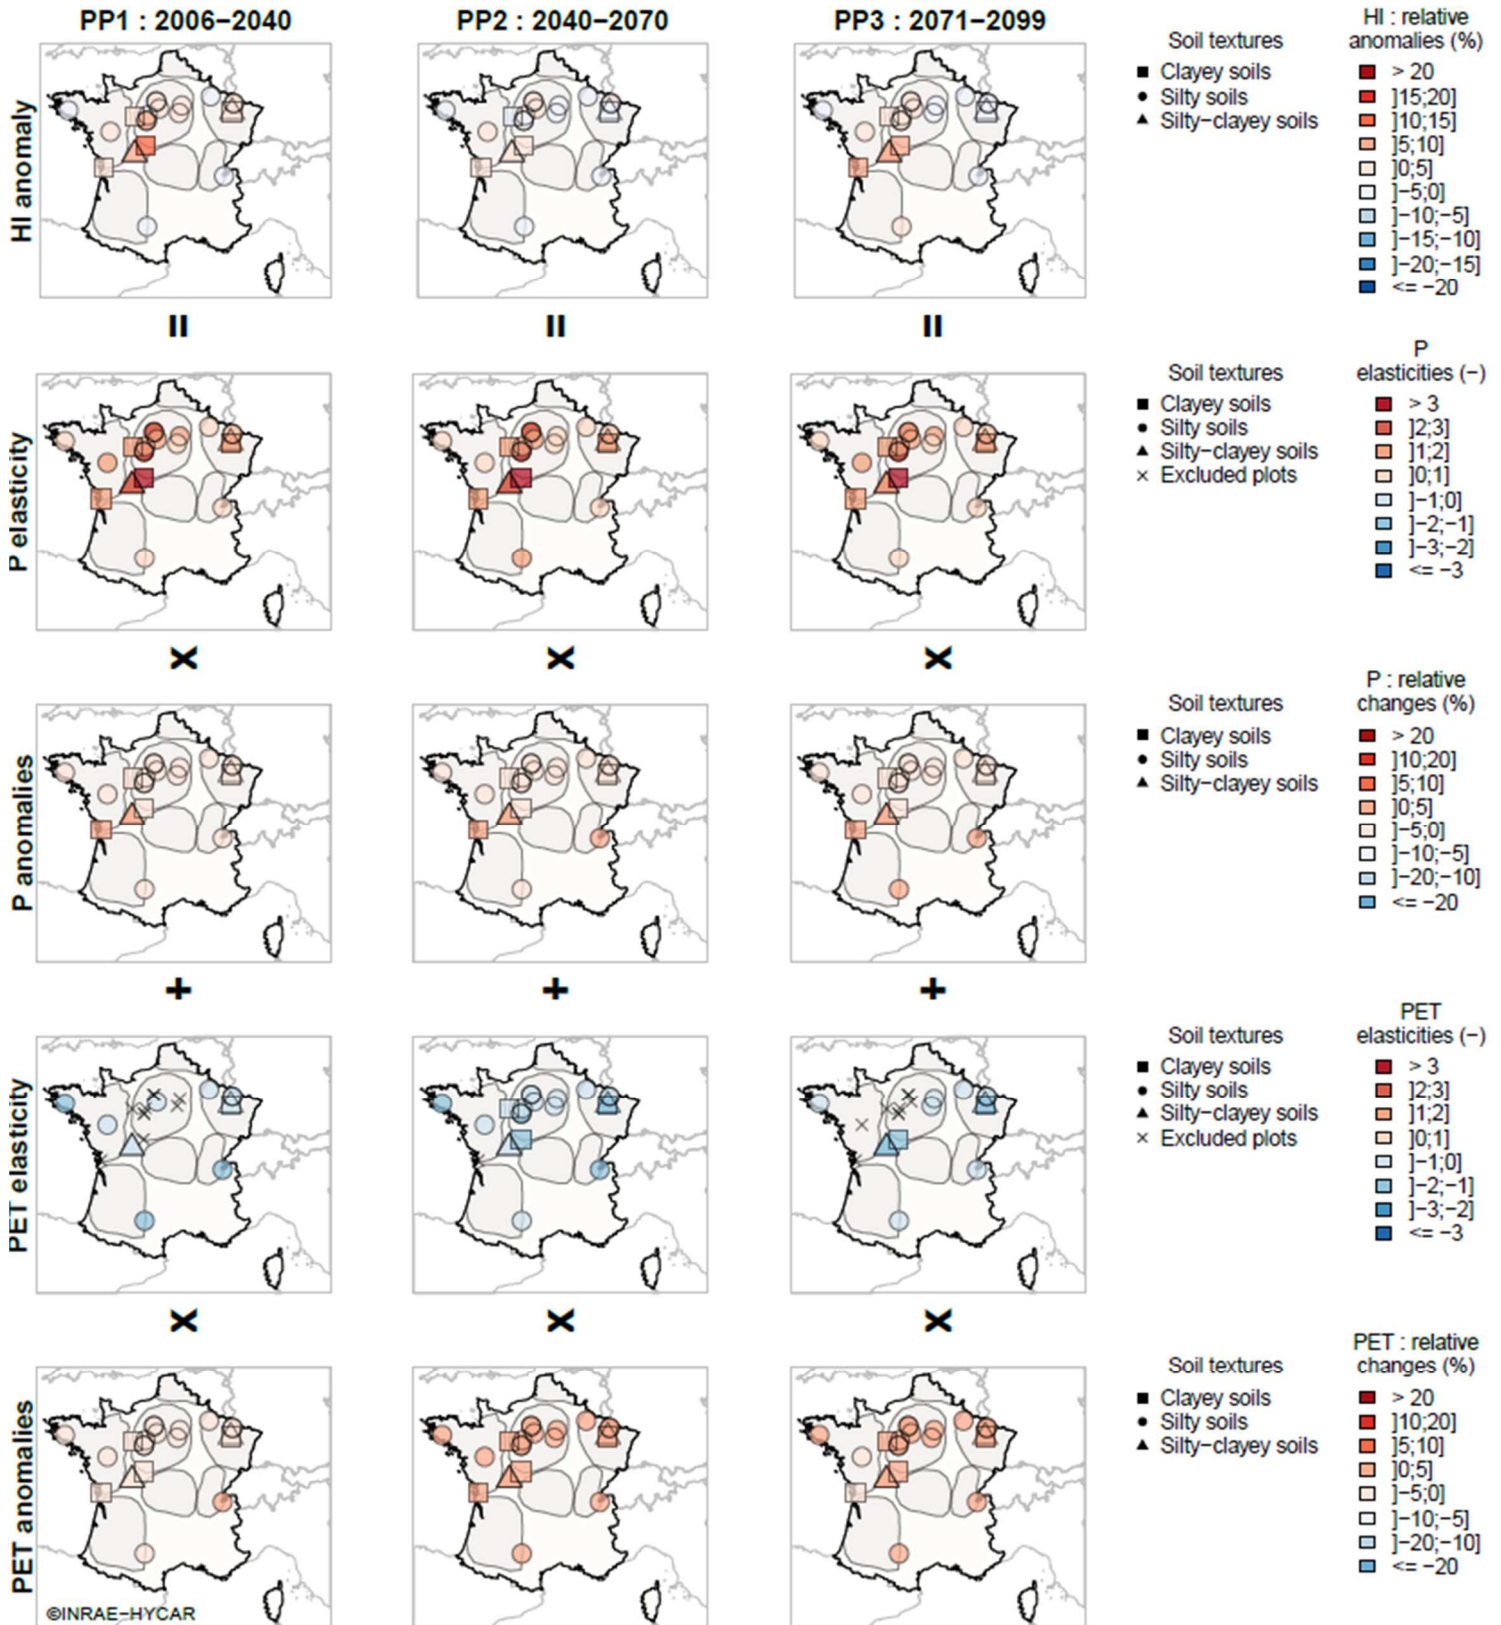 PP1 : 2006−2040
PP2 : 2040−2070
PP3 : 2071−2099
HI anomaly
Soil textures
Clayey soils
Silty soils
Silty−clayey soils
HI : relative
anomalies (%)
> 20
]15;20]
]10;15]
]5;10]
]0;5]
]−5;0]
]−10;−5]
]−15;−10]
]−20;−15]
<= −20
= = =
P elasticity
Soil textures
Clayey soils
Silty soils
Silty−clayey soils
Excluded plots
P
elasticities (−)
> 3
]2;3]
]1;2]
]0;1]
]−1;0]
]−2;−1]
]−3;−2]
<= −3
x x x
P anomalies
Soil textures
Clayey soils
Silty soils
Silty−clayey soils
P : relative
changes (%)
> 20
]10;20]
]5;10]
]0;5]
]−5;0]
]−10;−5]
]−20;−10]
<= −20
+ + +
PET elasticity
Soil textures
Clayey soils
Silty soils
Silty−clayey soils
Excluded plots
PET
elasticities (−)
> 3
]2;3]
]1;2]
]0;1]
]−1;0]
]−2;−1]
]−3;−2]
<= −3
x x x
PET anomalies
Soil textures
Clayey soils
Silty soils
Silty−clayey soils
PET : relative
changes (%)
> 20
]10;20]
]5;10]
]0;5]
]−5;0]
]−10;−5]
]−20;−10]
<= −20
©INRAE−HYCAR